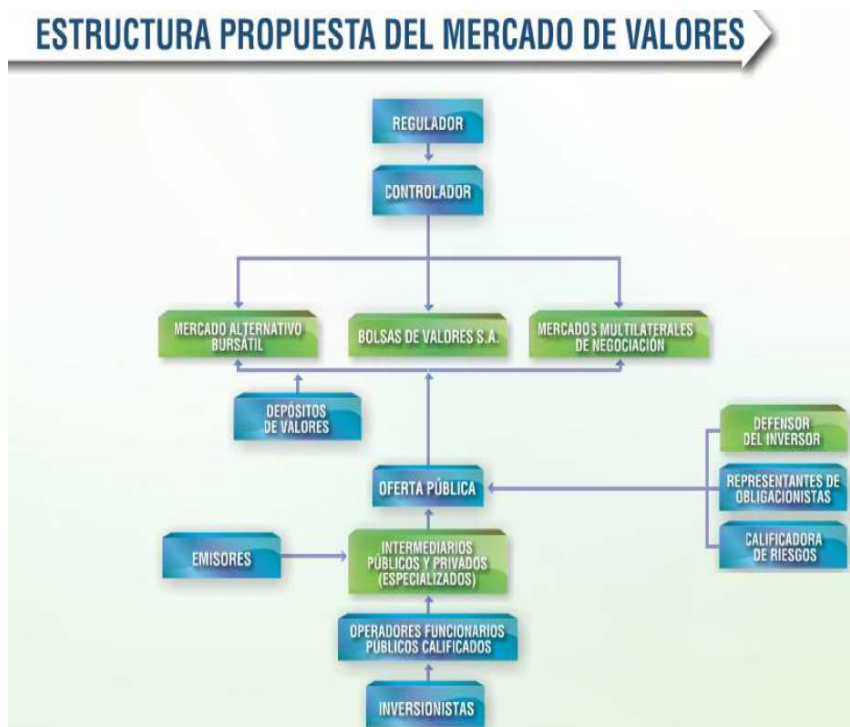 ESTRUCTURA PROPUESTA DEL MERCADO DE VALORES
REGULADOR
CONTROLADOR
MERCADO ALTERNATIVO
BURSÁTIL
BOLSAS DE VALORES S.A.
MERCADOS MULTILATERALES
DE NEGOCIACIÓN
DEPÓSITOS
DE VALORES
DEFENSOR
DEL INVERSOR
OFERTA PÚBLICA
REPRESENTANTES DE
OBLIGACIONISTAS
CALIFICADORA
DE RIESGOS
EMISORES
INTERMEDIARIOS
PÚBLICOS Y PRIVADOS
(ESPECIALIZADOS)
OPERADORES FUNCIONARIOS
PÚBLICOS CALIFICADOS
INVERSIONISTAS